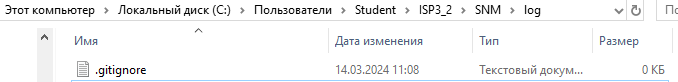 Этот компьютер > Локальный диск (C:) > Пользователи > Student > ISP3_2 > SNM > log
Имя Дата изменения Тип Размер
.gitignore 14.03.2024 11:08 Текстовый докум... 0 КБ